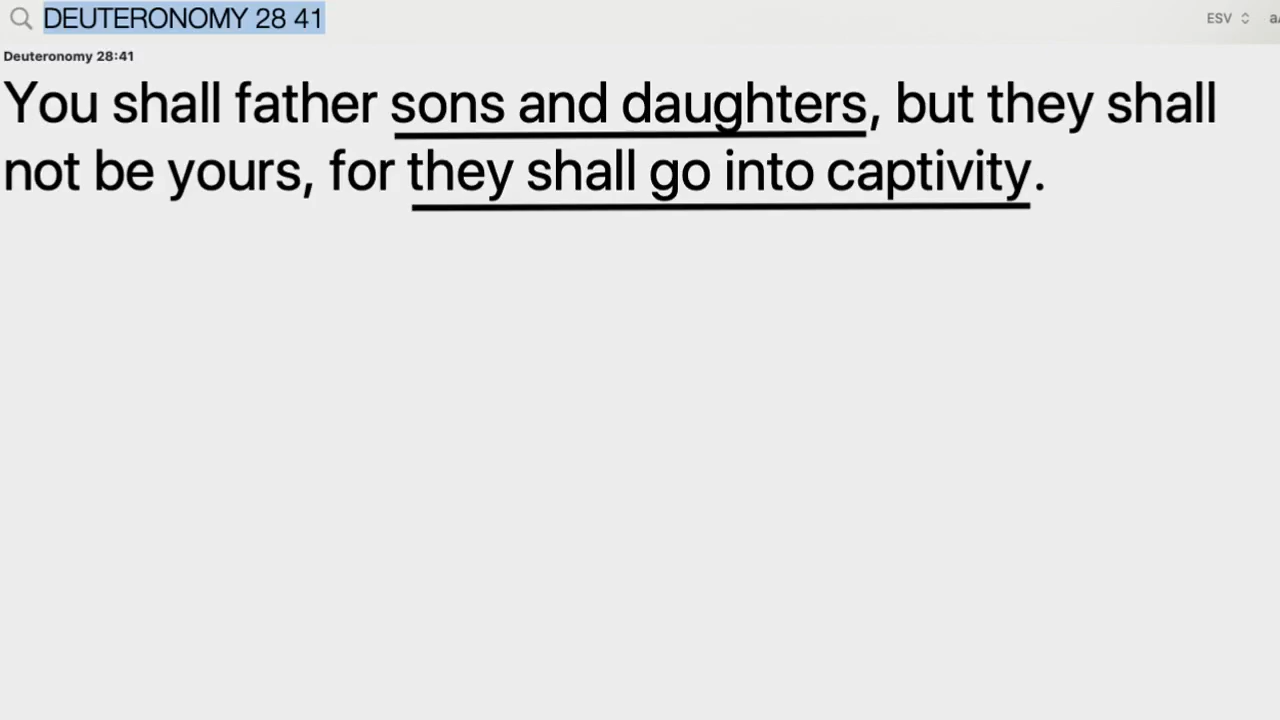 DEUTERONOMY 28 41
ESV
Deuteronomy 28:41
You shall father sons and daughters, but they shall
not be yours, for they shall go into captivity.